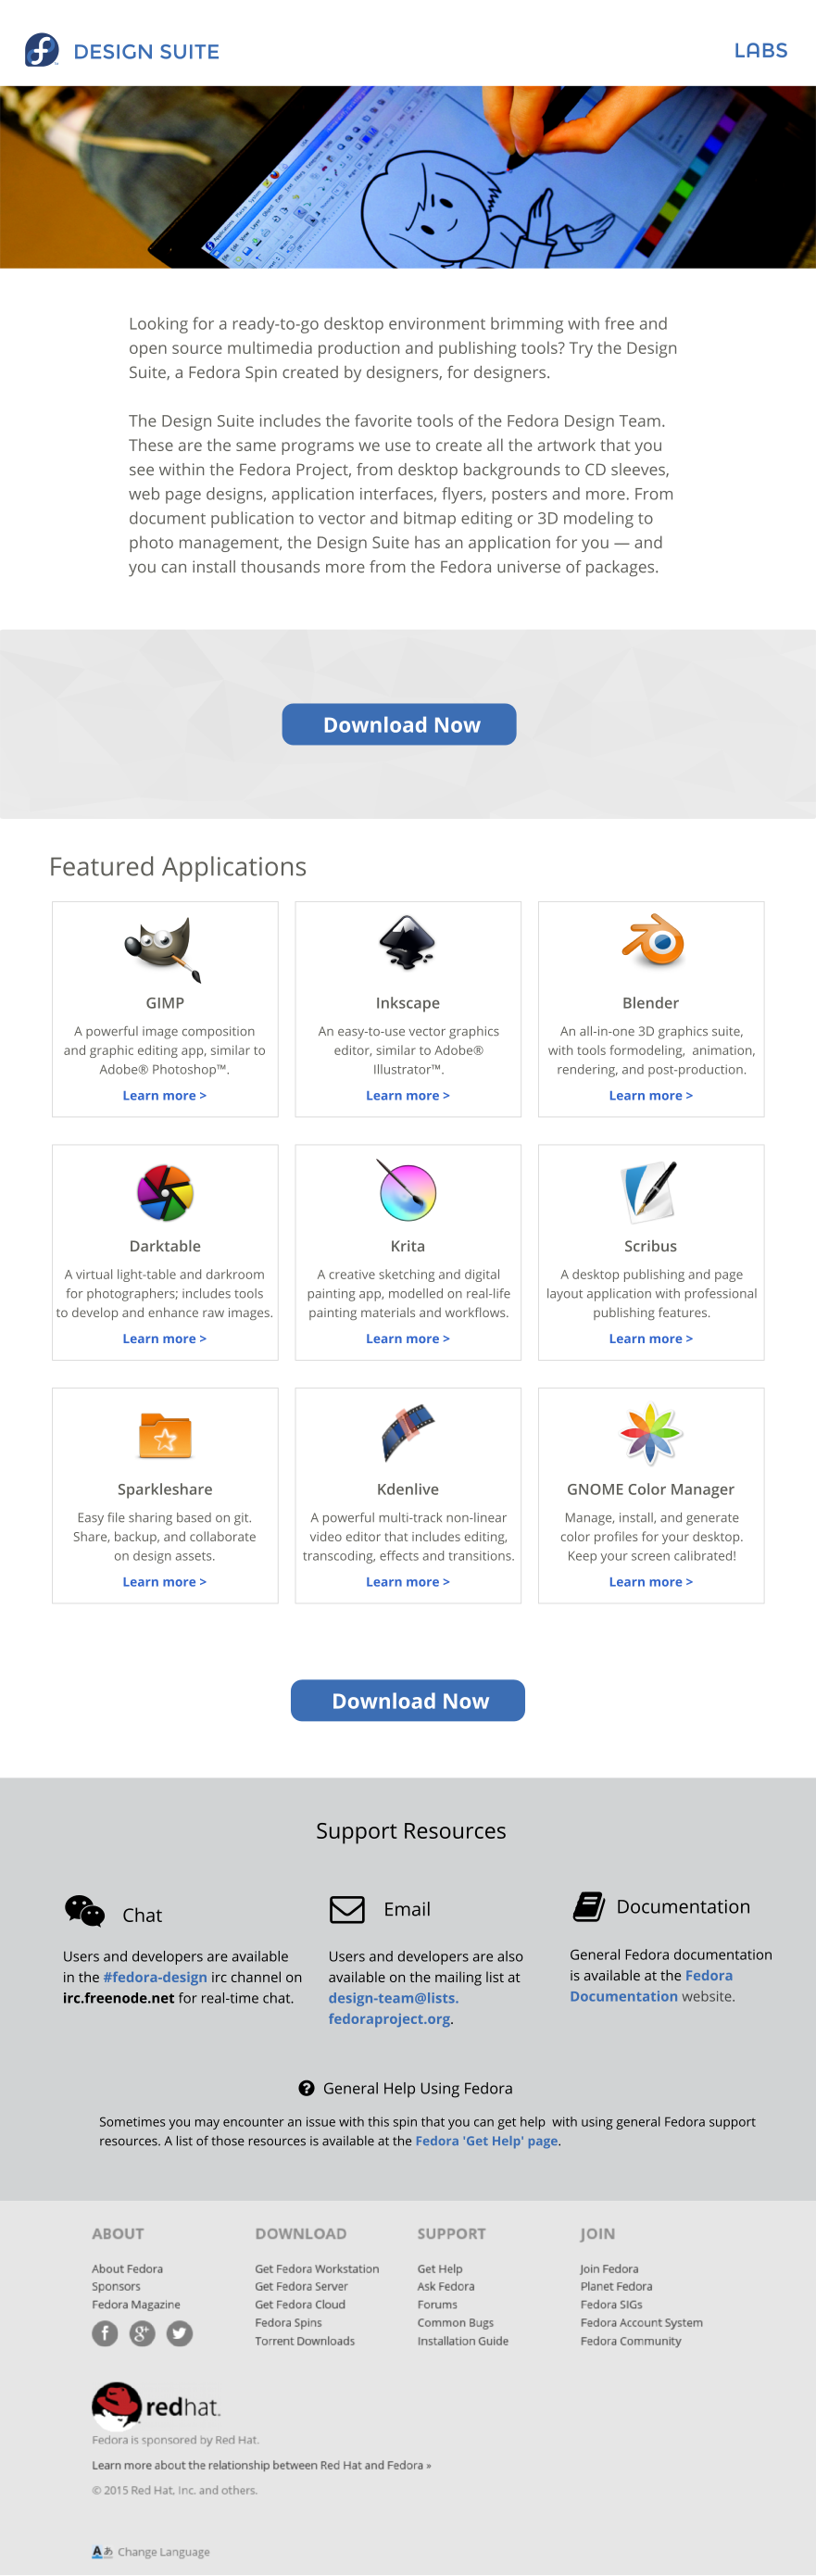 DESIGN SUITE
LABS
Looking for a ready-to-go desktop environment brimming with free and
open source multimedia production and publishing tools? Try the Design
Suite, a Fedora Spin created by designers, for designers.
The Design Suite includes the favorite tools of the Fedora Design Team.
These are the same programs we use to create all the artwork that you
see within the Fedora Project, from desktop backgrounds to CD sleeves,
web page designs, application interfaces, flyers, posters and more. From
document publication to vector and bitmap editing or 3D modeling to
photo management, the Design Suite has an application for you — and
you can install thousands more from the Fedora universe of packages.
Download Now
Featured Applications
GIMP
A powerful image composition
and graphic editing app, similar to
Adobe® Photoshop™.
Learn more >
Inkscape
An easy-to-use vector graphics
editor, similar to Adobe®
Illustrator™.
Learn more >
Blender
An all-in-one 3D graphics suite,
with tools formodeling,  animation,
rendering, and post-production.
Learn more >
Darktable
A virtual light-table and darkroom
for photographers; includes tools
to develop and enhance raw images.
Learn more >
Krita
A creative sketching and digital
painting app, modelled on real-life
painting materials and workflows.
Learn more >
Scribus
A desktop publishing and page
layout application with professional
publishing features.
Learn more >
Sparkleshare
Easy file sharing based on git.
Share, backup, and collaborate
on design assets.
Learn more >
Kdenlive
A powerful multi-track non-linear
video editor that includes editing,
transcoding, effects and transitions.
Learn more >
GNOME Color Manager
Manage, install, and generate
color profiles for your desktop.
Keep your screen calibrated!
Learn more >
Download Now
Support Resources
Chat
Users and developers are available
in the #fedora-design irc channel on
irc.freenode.net for real-time chat.
Email
Users and developers are also
available on the mailing list at
design-team@lists.
fedoraproject.org.
Documentation
General Fedora documentation
is available at the Fedora
Documentation website.
General Help Using Fedora
Sometimes you may encounter an issue with this spin that you can get help  with using general Fedora support
resources. A list of those resources is available at the Fedora 'Get Help' page.
ABOUT
About Fedora
Sponsors
Fedora Magazine
DOWNLOAD
Get Fedora Workstation
Get Fedora Server
Get Fedora Cloud
Fedora Spins
Torrent Downloads
SUPPORT
Get Help
Ask Fedora
Forums
Common Bugs
Installation Guide
JOIN
Join Fedora
Planet Fedora
Fedora SIGs
Fedora Account System
Fedora Community
redhat.
Fedora is sponsored by Red Hat.
Learn more about the relationship between Red Hat and Fedora »
© 2015 Red Hat, Inc. and others.
Change Language